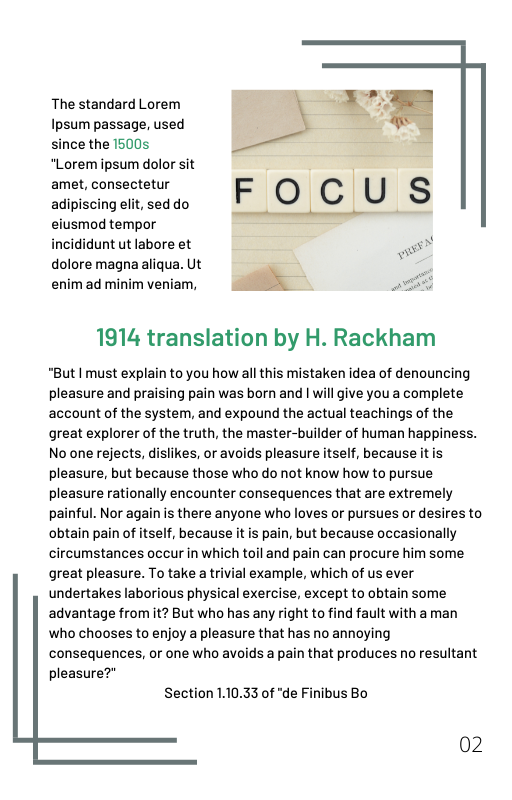 The standard Lorem
Ipsum passage, used
since the 1500s
"Lorem ipsum dolor sit
amet, consectetur
adipiscing elit, sed do
eiusmod tempor
incididunt ut labore et
dolore magna aliqua. Ut
enim ad minim veniam,
FOCUS
PREFAC
and importance
1914 translation by H. Rackham
"But I must explain to you how all this mistaken idea of denouncing
pleasure and praising pain was born and I will give you a complete
account of the system, and expound the actual teachings of the
great explorer of the truth, the master-builder of human happiness.
No one rejects, dislikes, or avoids pleasure itself, because it is
pleasure, but because those who do not know how to pursue
pleasure rationally encounter consequences that are extremely
painful. Nor again is there anyone who loves or pursues or desires to
obtain pain of itself, because it is pain, but because occasionally
circumstances occur in which toil and pain can procure him some
great pleasure. To take a trivial example, which of us ever
undertakes laborious physical exercise, except to obtain some
advantage from it? But who has any right to find fault with a man
who chooses to enjoy a pleasure that has no annoying
consequences, or one who avoids a pain that produces no resultant
pleasure?"
Section 1.10.33 of "de Finibus Bo
02